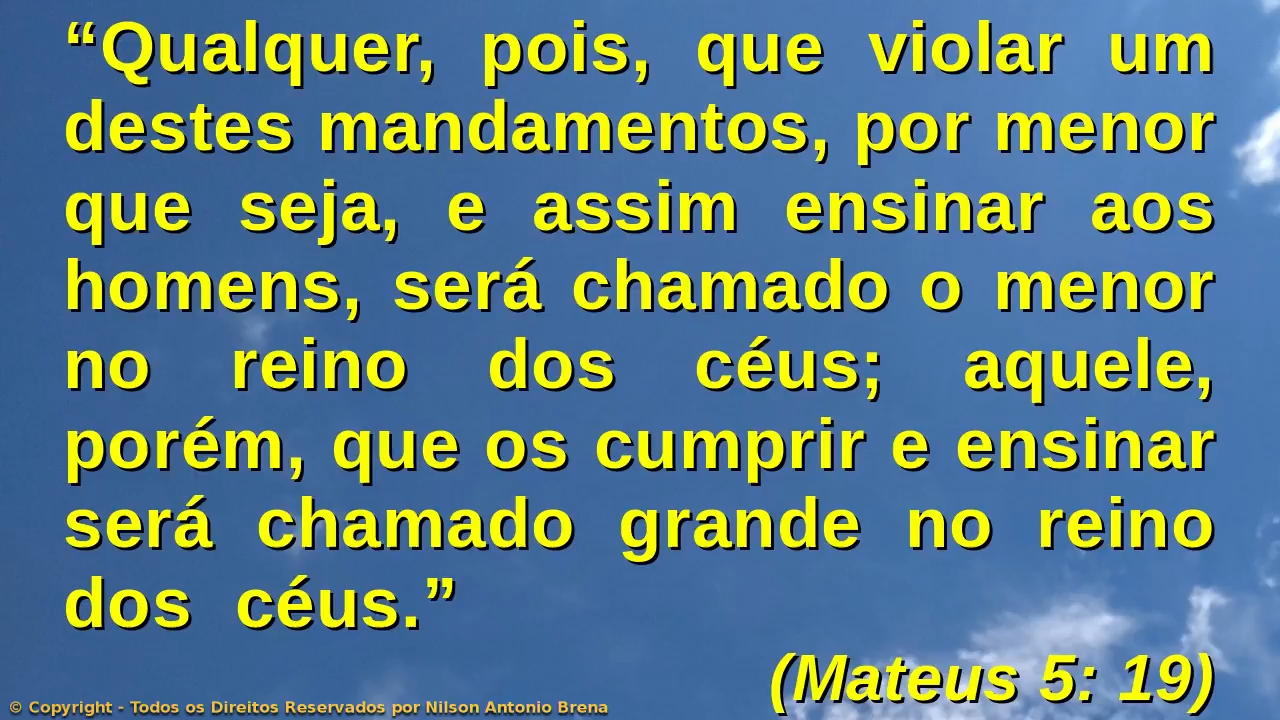 “Qualquer, pois, que violar um
destes mandamentos, por menor
que seja, e assim ensinar aos
homens, será chamado o menor
no reino dos céus; aquele,
porém, que os cumprir e ensinar
será chamado grande no reino
dos céus.”
(Mateus 5: 19)
© Copyright - Todos os Direitos Reservados por Nilson Antonio Brena